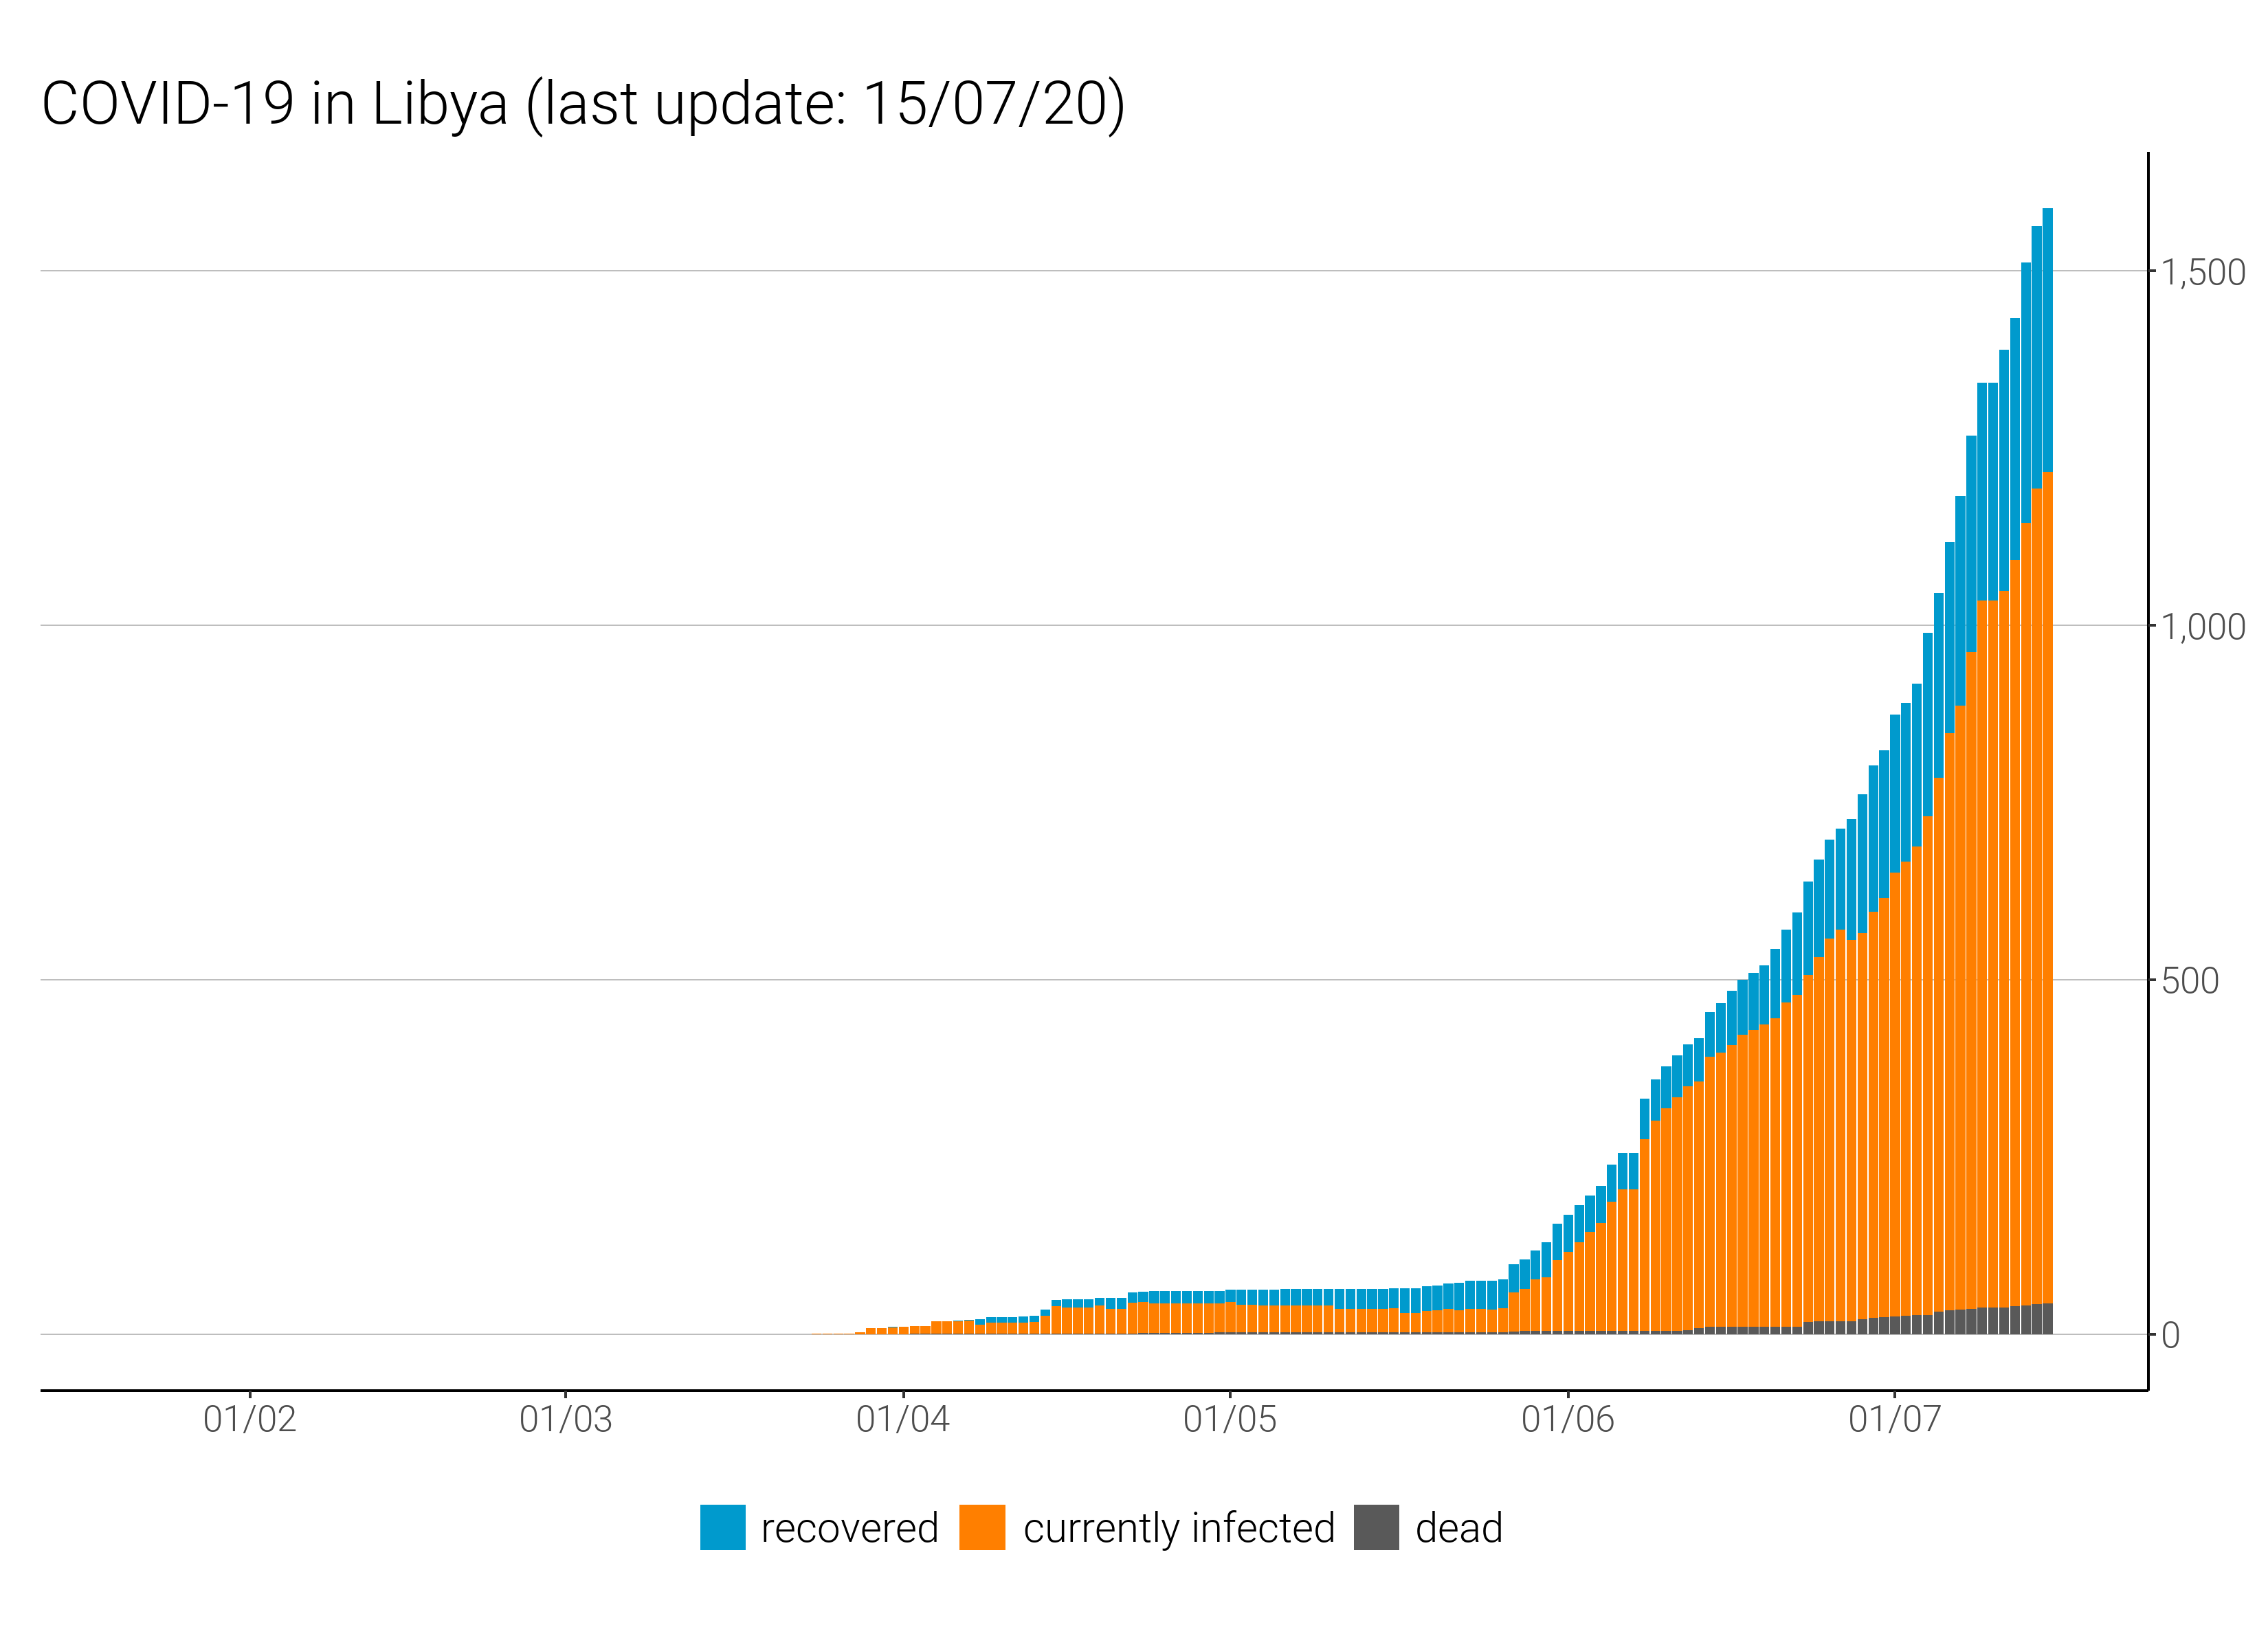 COVID-19 in Libya (last update: 15/07/20)
1,500
1,000
500
0
01/02 01/03 01/04 01/05 01/06 01/07
recovered currently infected dead